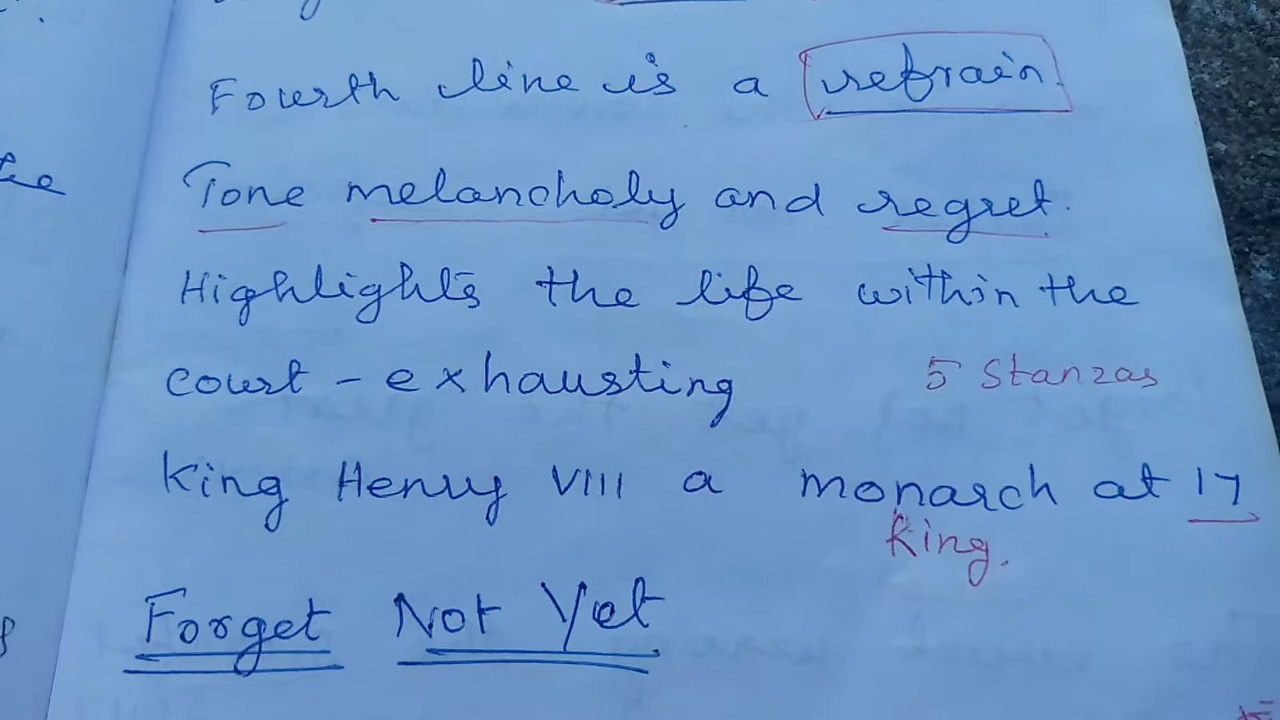 Fourth line is a refrain.
Tone melancholy and regret.
Highlights the life within the
court - exhausting 5 Stanzas
King Henry VIII a monarch at 17
King.
Forget Not Yet